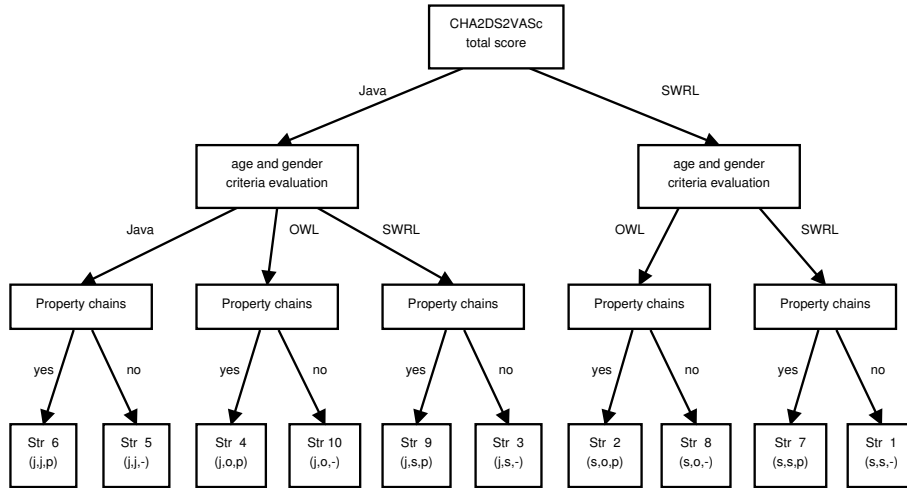 CHA2DS2VASc
total score
Java
SWRL
age and gender
criteria evaluation
age and gender
criteria evaluation
Java
OWL
SWRL
OWL
SWRL
Property chains
Property chains
Property chains
Property chains
Property chains
yes
no
yes
no
yes
no
yes
no
yes
no
Str 6
(j,j,p)
Str 5
(j,j,-)
Str 4
(j,o,p)
Str 10
(j,o,-)
Str 9
(j,s,p)
Str 3
(j,s,-)
Str 2
(s,o,p)
Str 8
(s,o,-)
Str 7
(s,s,p)
Str 1
(s,s,-)